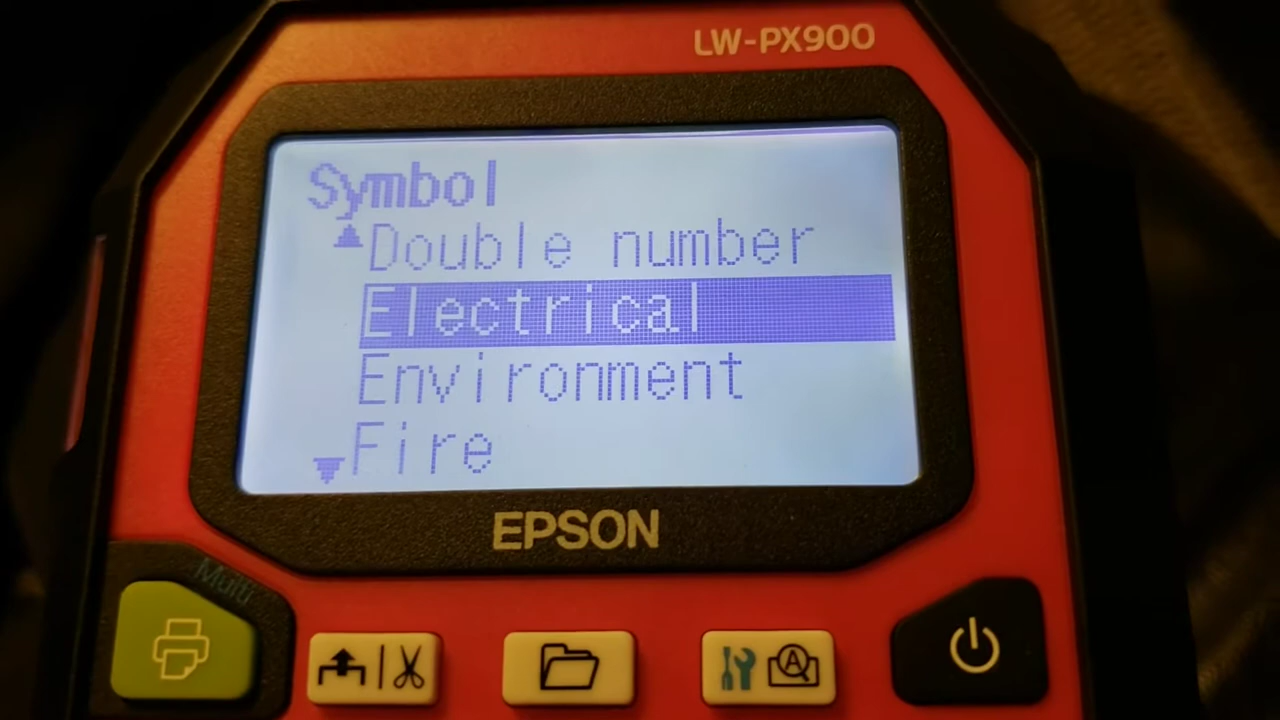 LW-PX900
Symbol
Double number
Electrical
Environment
Fire
EPSON
Multi
A